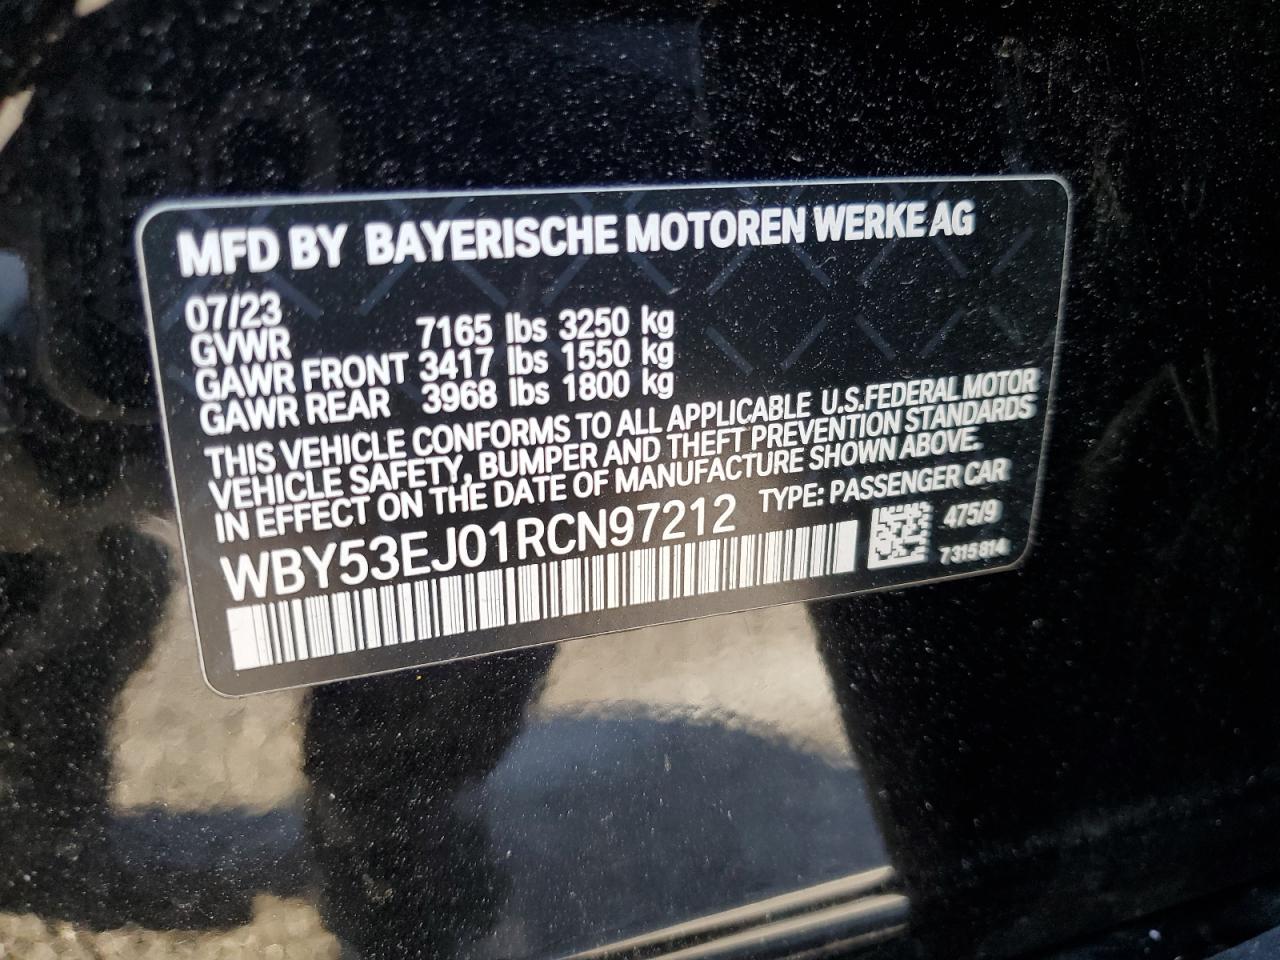 MFD BY BAYERISCHE MOTOREN WERKE AG
07/23
GVWR 7165 lbs 3250 kg
GAWR FRONT 3417 lbs 1550 kg
GAWR REAR 3968 lbs 1800 kg
THIS VEHICLE CONFORMS TO ALL APPLICABLE U.S.FEDERAL MOTOR
VEHICLE SAFETY, BUMPER AND THEFT PREVENTION STANDARDS
IN EFFECT ON THE DATE OF MANUFACTURE SHOWN ABOVE.
WBY53EJ01RCN97212 TYPE: PASSENGER CAR
475/9
7315814